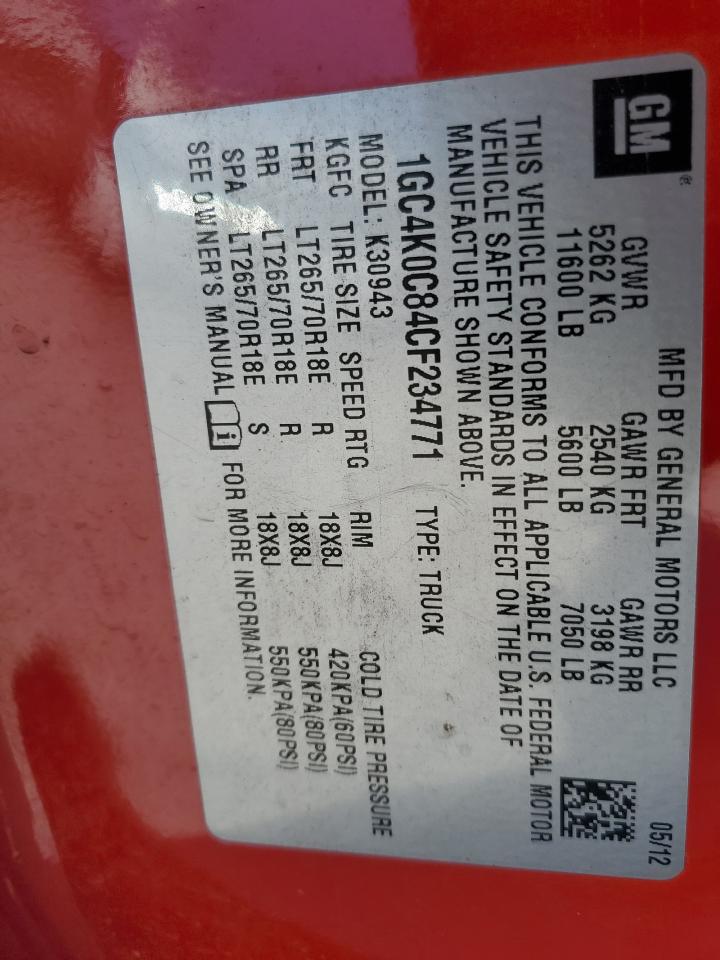 GM®
MFD BY GENERAL MOTORS LLC 05/12
GVWR GAWR FRT GAWR RR
5262 KG 2540 KG 3198 KG
11600 LB 5600 LB 7050 LB
THIS VEHICLE CONFORMS TO ALL APPLICABLE U.S. FEDERAL MOTOR
VEHICLE SAFETY STANDARDS IN EFFECT ON THE DATE OF
MANUFACTURE SHOWN ABOVE.
1GC4K0C84CF234771 TYPE: TRUCK
MODEL: K30943
KGFC TIRE SIZE SPEED RTG RIM COLD TIRE PRESSURE
FRT LT265/70R18E R 18X8J 420KPA(60PSI)
RR LT265/70R18E R 18X8J 550KPA(80PSI)
SPA LT265/70R18E S 18X8J 550KPA(80PSI)
SEE OWNER'S MANUAL FOR MORE INFORMATION.